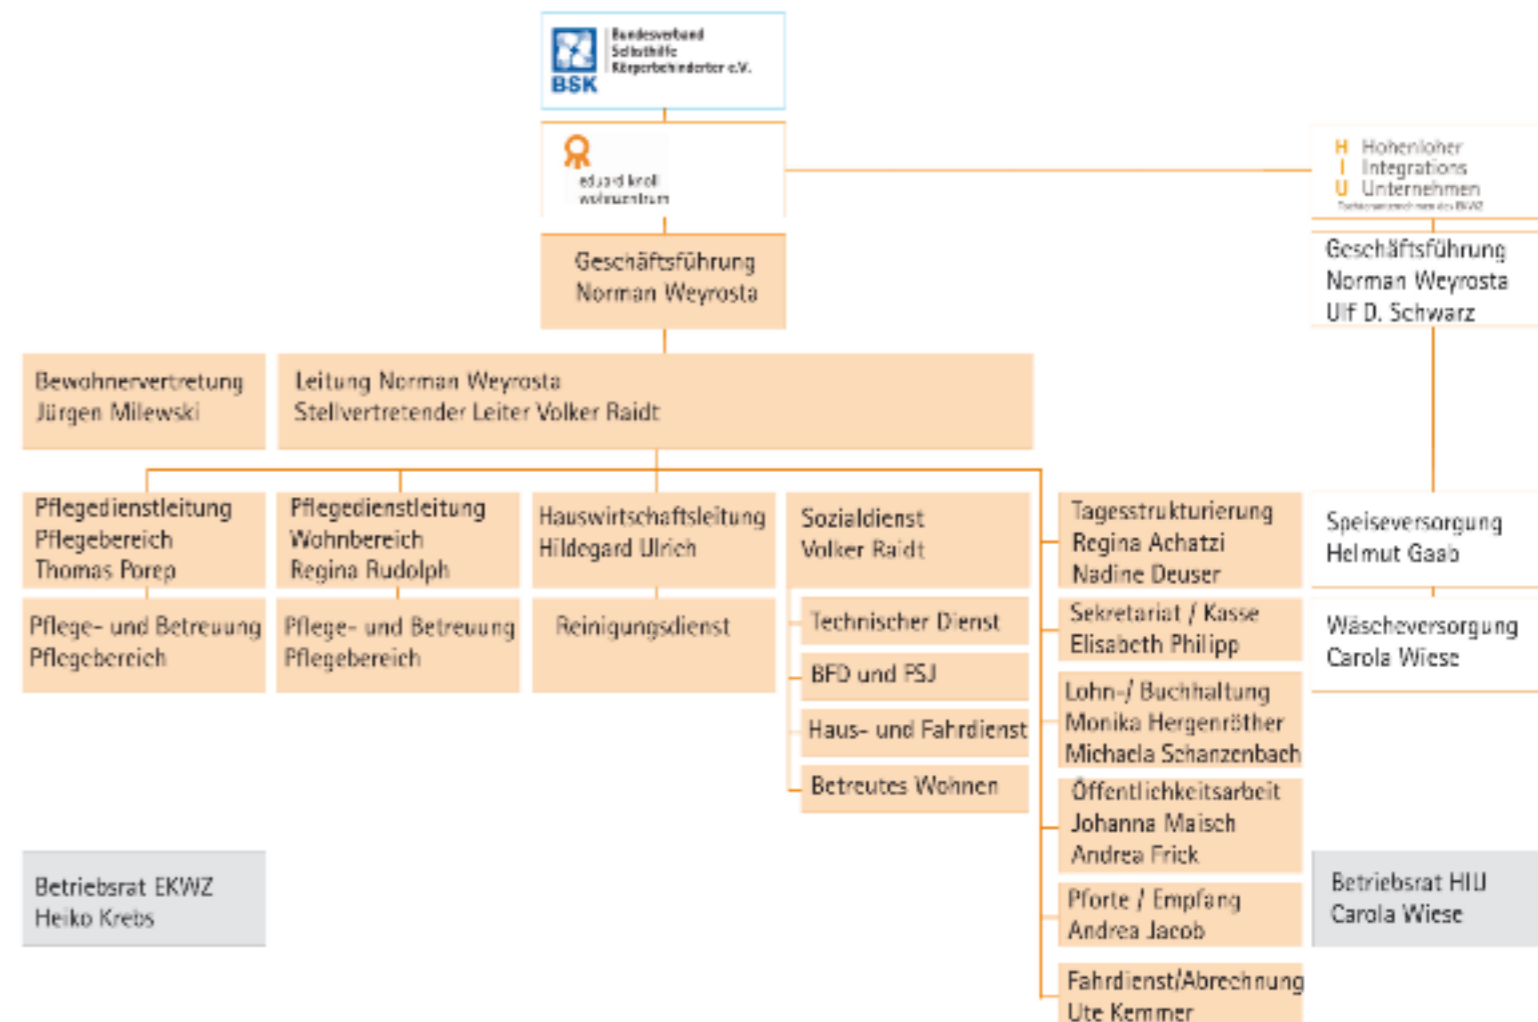 Bundesverband
Selbsthilfe
Körperbehinderter e.V.
BSK
eduard knoll
wohnzentrum
H Hohenloher
I Integrations
U Unternehmen
Tochterunternehmen des EKWZ
Geschäftsführung
Norman Weyrosta
Geschäftsführung
Norman Weyrosta
Ulf D. Schwarz
Bewohnervertretung
Jürgen Milewski
Leitung Norman Weyrosta
Stellvertretender Leiter Volker Raidt
Pflegedienstleitung
Pflegebereich
Thomas Porep
Pflegedienstleitung
Wohnbereich
Regina Rudolph
Hauswirtschaftsleitung
Hildegard Ulrich
Sozialdienst
Volker Raidt
Tagesstrukturierung
Regina Achatzi
Nadine Deuser
Speiseversorgung
Helmut Gaab
Pflege- und Betreuung
Pflegebereich
Pflege- und Betreuung
Pflegebereich
Reinigungsdienst
Technischer Dienst
BFD und FSJ
Haus- und Fahrdienst
Betreutes Wohnen
Sekretariat / Kasse
Elisabeth Philipp
Lohn-/ Buchhaltung
Monika Hergenröther
Michaela Schanzenbach
Öffentlichkeitsarbeit
Johanna Maisch
Andrea Frick
Pforte / Empfang
Andrea Jacob
Fahrdienst/Abrechnung
Ute Kemmer
Wäscheversorgung
Carola Wiese
Betriebsrat EKWZ
Heiko Krebs
Betriebsrat HIU
Carola Wiese